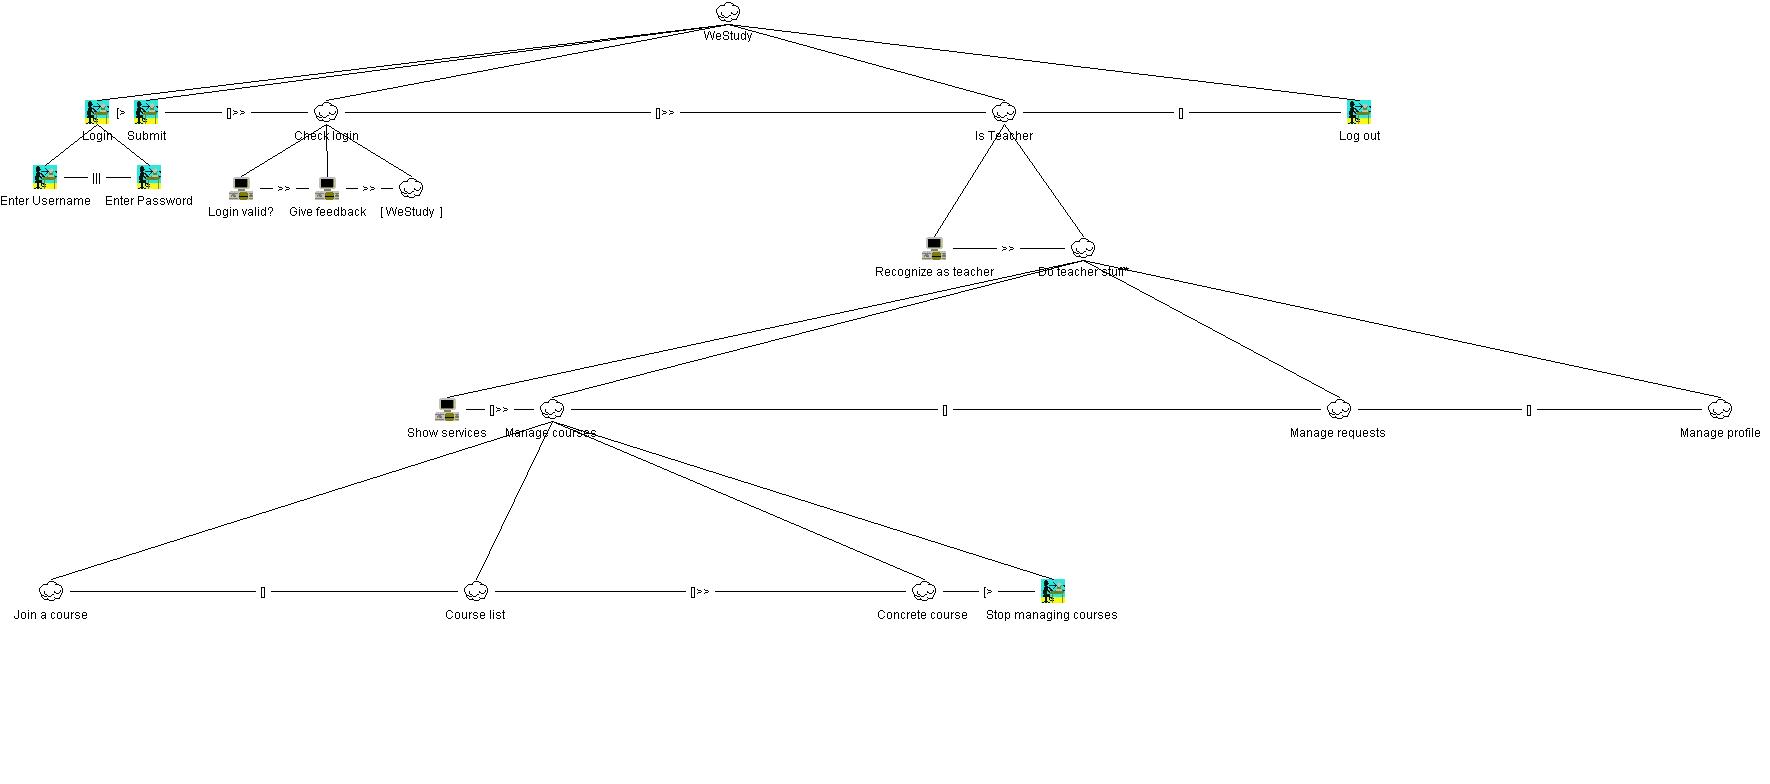 WeStudy
[> []>> []>> []
Login Submit Check login Is Teacher Log out
|||
Enter Username Enter Password
>> >>
Login valid? Give feedback [ WeStudy ]
>>
Recognize as teacher Do teacher stuff*
[]>> [] []
Show services Manage courses Manage requests Manage profile
[] []>> [>
Join a course Course list Concrete course Stop managing courses